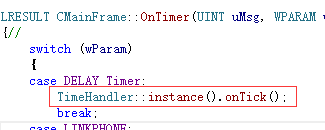 LRESULT CMainFrame::OnTimer(UINT uMsg, WPARAM w
{//
switch (wParam)
{
case DELAY_Timer:
TimeHandler::instance().onTick();
break;
case LINKPHONE: